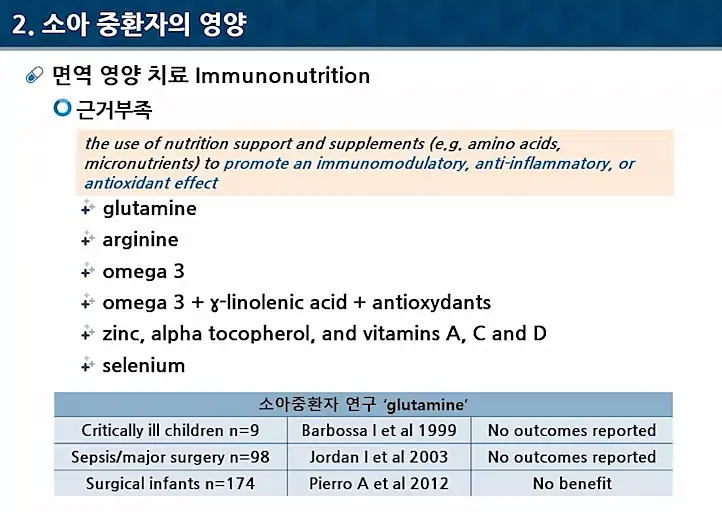 2. 소아 중환자의 영양
면역 영양 치료 Immunonutrition
근거부족
the use of nutrition support and supplements (e.g. amino acids,
micronutrients) to promote an immunomodulatory, anti-inflammatory, or
antioxidant effect
glutamine
arginine
omega 3
omega 3 + ɣ-linolenic acid + antioxydants
zinc, alpha tocopherol, and vitamins A, C and D
selenium
소아중환자 연구 ‘glutamine’
Critically ill children n=9 Barbossa I et al 1999 No outcomes reported
Sepsis/major surgery n=98 Jordan I et al 2003 No outcomes reported
Surgical infants n=174 Pierro A et al 2012 No benefit